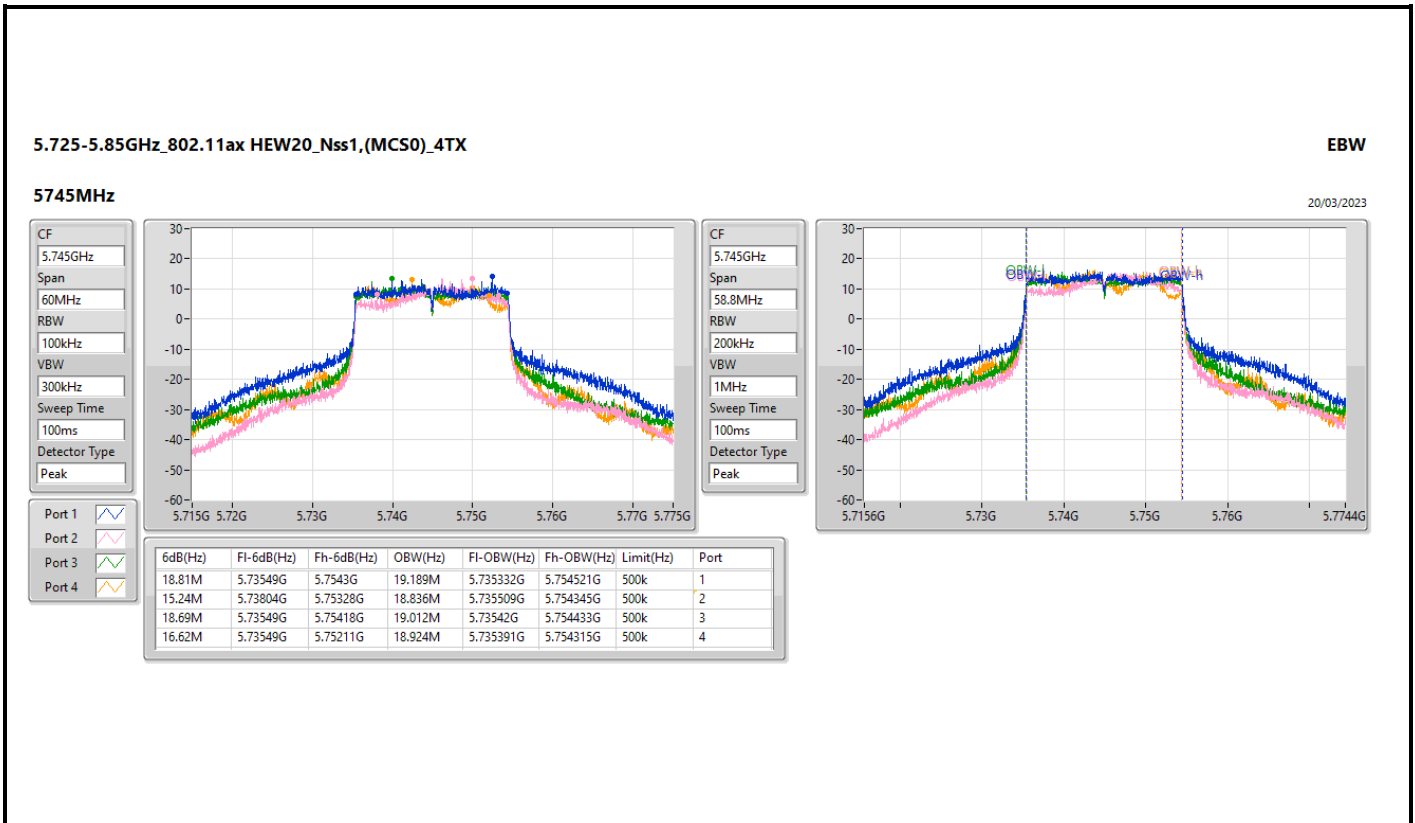 5.725-5.85GHz_802.11ax HEW20_Nss1,(MCS0)_4TX
EBW
5745MHz
20/03/2023
CF
5.745GHz
Span
60MHz
RBW
100kHz
VBW
300kHz
Sweep Time
100ms
Detector Type
Peak
Port 1
Port 2
Port 3
Port 4
30
20
10
0
-10
-20
-30
-40
-50
-60
5.715G 5.72G 5.73G 5.74G 5.75G 5.76G 5.77G 5.775G
CF
5.745GHz
Span
58.8MHz
RBW
200kHz
VBW
1MHz
Sweep Time
100ms
Detector Type
Peak
30
20
10
0
-10
-20
-30
-40
-50
-60
OBW-l OBW-h
5.7156G 5.73G 5.74G 5.75G 5.76G 5.7744G
6dB(Hz) Fl-6dB(Hz) Fh-6dB(Hz) OBW(Hz) Fl-OBW(Hz) Fh-OBW(Hz) Limit(Hz) Port
18.81M 5.73549G 5.7543G 19.189M 5.735332G 5.754521G 500k 1
15.24M 5.73804G 5.75328G 18.836M 5.735509G 5.754345G 500k 2
18.69M 5.73549G 5.75418G 19.012M 5.73542G 5.754433G 500k 3
16.62M 5.73549G 5.75211G 18.924M 5.735391G 5.754315G 500k 4